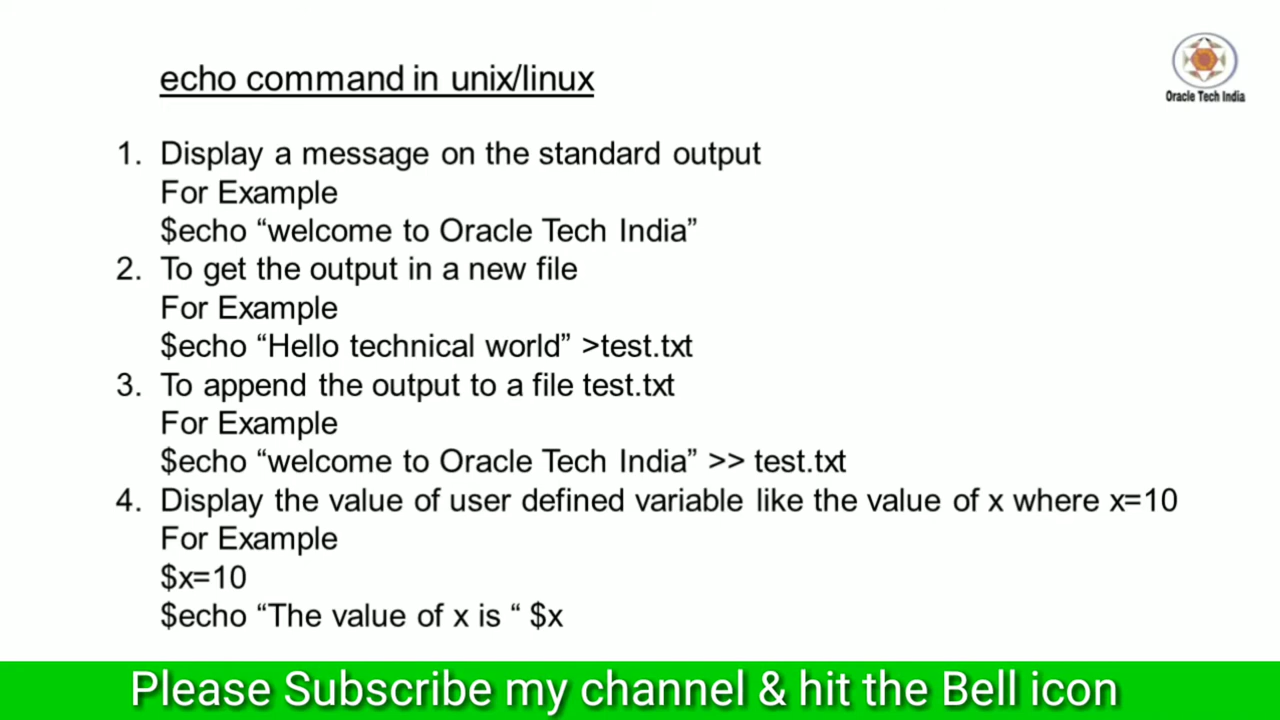 echo command in unix/linux
Oracle Tech India
1. Display a message on the standard output
For Example
$echo “welcome to Oracle Tech India”
2. To get the output in a new file
For Example
$echo “Hello technical world” >test.txt
3. To append the output to a file test.txt
For Example
$echo “welcome to Oracle Tech India” >> test.txt
4. Display the value of user defined variable like the value of x where x=10
For Example
$x=10
$echo “The value of x is “ $x
Please Subscribe my channel & hit the Bell icon